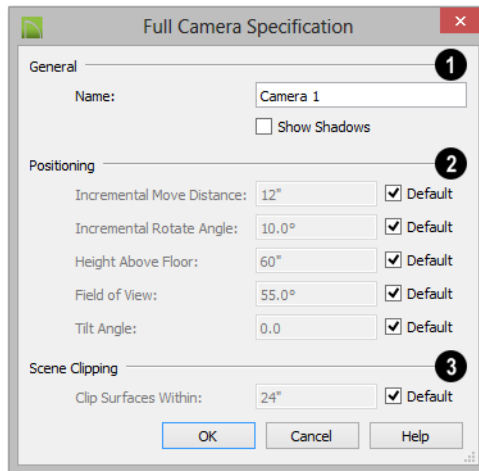 Full Camera Specification
General 1
Name: Camera 1
Show Shadows
Positioning 2
Incremental Move Distance: 12" Default
Incremental Rotate Angle: 10.0° Default
Height Above Floor: 60" Default
Field of View: 55.0° Default
Tilt Angle: 0.0 Default
Scene Clipping 3
Clip Surfaces Within: 24" Default
OK Cancel Help